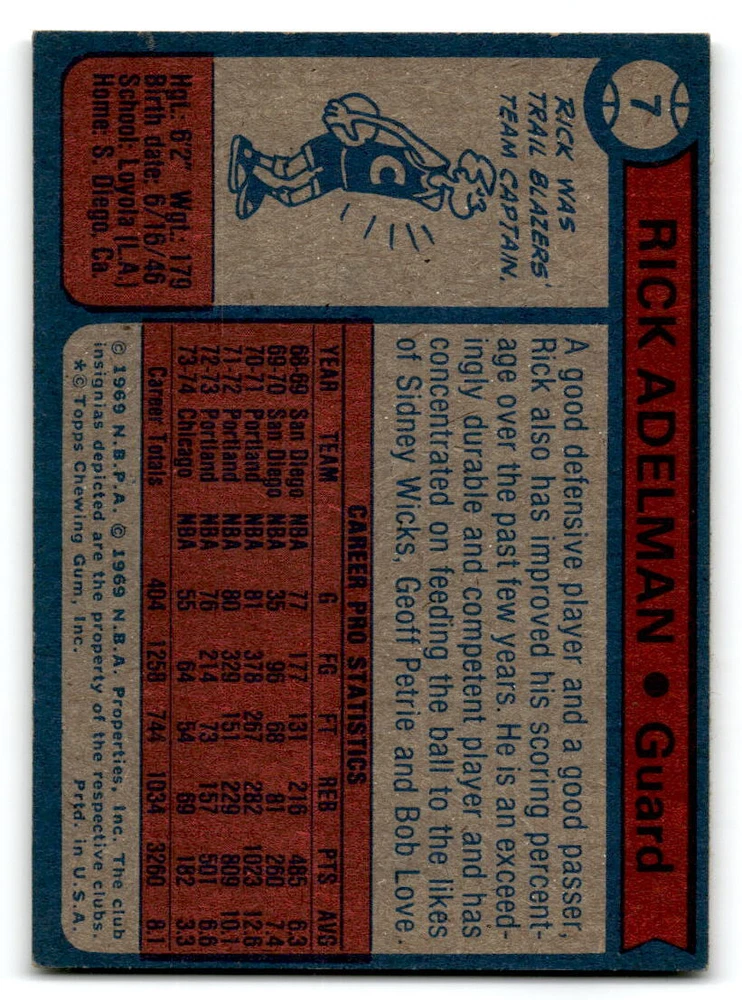 7
RICK ADELMAN • Guard
RICK WAS
TRAIL BLAZERS'
TEAM CAPTAIN.
C
Hgt.: 6'2" Wgt.: 179
Birth date: 6/16/46
School: Loyola (L.A.)
Home: S. Diego, Ca.
A good defensive player and a good passer,
Rick also has improved his scoring percent-
age over the past few years. He is an exceed-
ingly durable and competent player and has
concentrated on feeding the ball to the likes
of Sidney Wicks, Geoff Petrie and Bob Love.
CAREER PRO STATISTICS
YEAR TEAM G FG FT REB PTS AVG
68-69 San Diego NBA 77 177 131 216 485 6.3
69-70 San Diego NBA 35 96 68 81 260 7.4
70-71 Portland NBA 81 378 267 282 1023 12.6
71-72 Portland NBA 80 329 151 229 809 10.1
72-73 Portland NBA 76 214 73 157 501 6.6
73-74 Chicago NBA 55 64 54 69 182 3.3
Career Totals 404 1258 744 1034 3260 8.1
© 1969 N.B.P.A. © 1969 N.B.A. Properties, Inc. The club
insignias depicted are the property of the respective clubs.
*© Topps Chewing Gum, Inc. Prtd. in U.S.A.